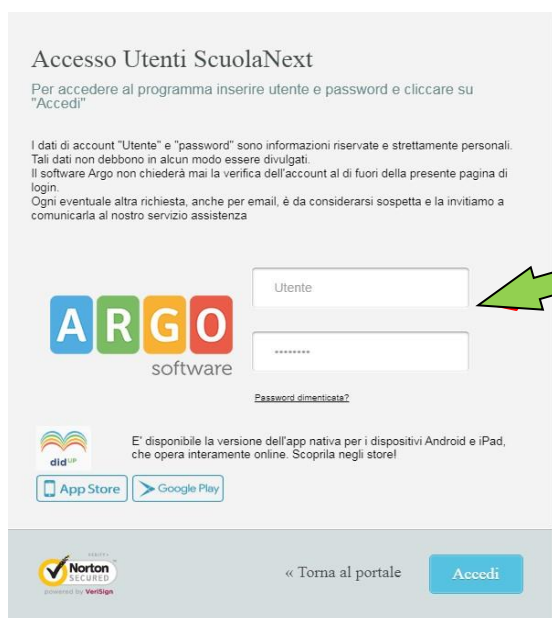 Accesso Utenti ScuolaNext
Per accedere al programma inserire utente e password e cliccare su
"Accedi"
I dati di account "Utente" e "password" sono informazioni riservate e strettamente personali.
Tali dati non debbono in alcun modo essere divulgati.
Il software Argo non chiederà mai la verifica dell'account al di fuori della presente pagina di
login.
Ogni eventuale altra richiesta, anche per email, è da considerarsi sospetta e la invitiamo a
comunicarla al nostro servizio assistenza
Utente
ARGO
software
********
Password dimenticata?
E' disponibile la versione dell'app nativa per i dispositivi Android e iPad,
che opera interamente online. Scoprila negli store!
didUP
App Store
Google Play
Norton
SECURED
powered by VeriSign
« Torna al portale
Accedi